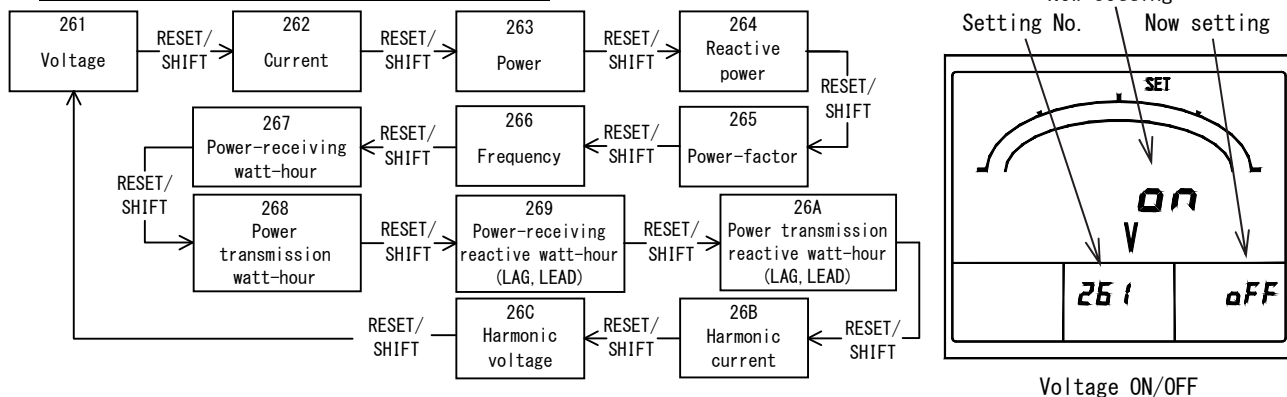 Now setting
Setting No.
Now setting
261
Voltage
RESET/
SHIFT
262
Current
RESET/
SHIFT
263
Power
RESET/
SHIFT
264
Reactive
power
RESET/
SHIFT
265
Power-factor
RESET/
SHIFT
266
Frequency
RESET/
SHIFT
267
Power-receiving
watt-hour
RESET/
SHIFT
268
Power
transmission
watt-hour
RESET/
SHIFT
269
Power-receiving
reactive watt-hour
(LAG, LEAD)
RESET/
SHIFT
26A
Power transmission
reactive watt-hour
(LAG, LEAD)
RESET/
SHIFT
26B
Harmonic
current
RESET/
SHIFT
26C
Harmonic
voltage
RESET/
SHIFT
SET
on
V
261
oFF
Voltage ON/OFF